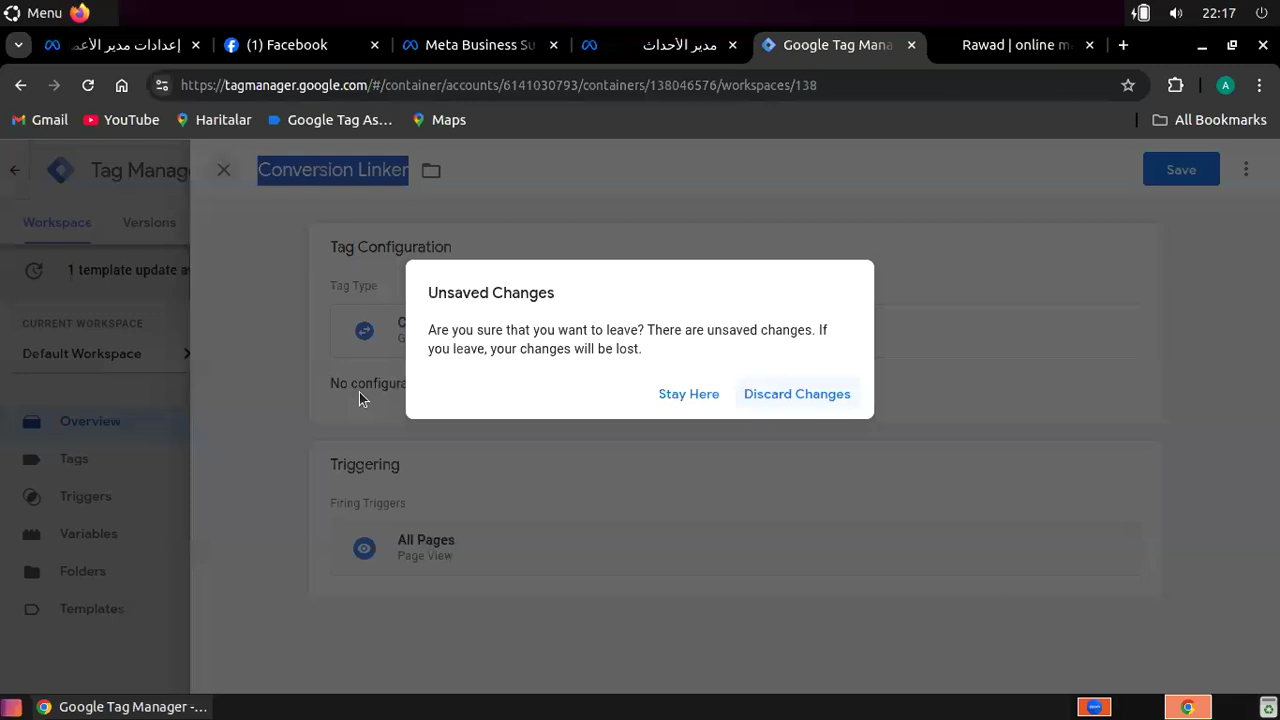 Menu
22:17
إعدادات مدير الأعم
(1) Facebook
Meta Business Su
مدير الأحداث
Google Tag Mana
Rawad | online m
https://tagmanager.google.com/#/container/accounts/6141030793/containers/138046576/workspaces/138
A
Gmail
YouTube
Haritalar
Google Tag As...
Maps
All Bookmarks
Tag Manag
Conversion Linker
Save
Workspace
Versions
1 template update as
CURRENT WORKSPACE
Default Workspace
Overview
Tags
Triggers
Variables
Folders
Templates
Tag Configuration
Tag Type
C
G
No configura
Unsaved Changes
Are you sure that you want to leave? There are unsaved changes. If
you leave, your changes will be lost.
Stay Here
Discard Changes
Triggering
Firing Triggers
All Pages
Page View
Google Tag Manager -...
zoom